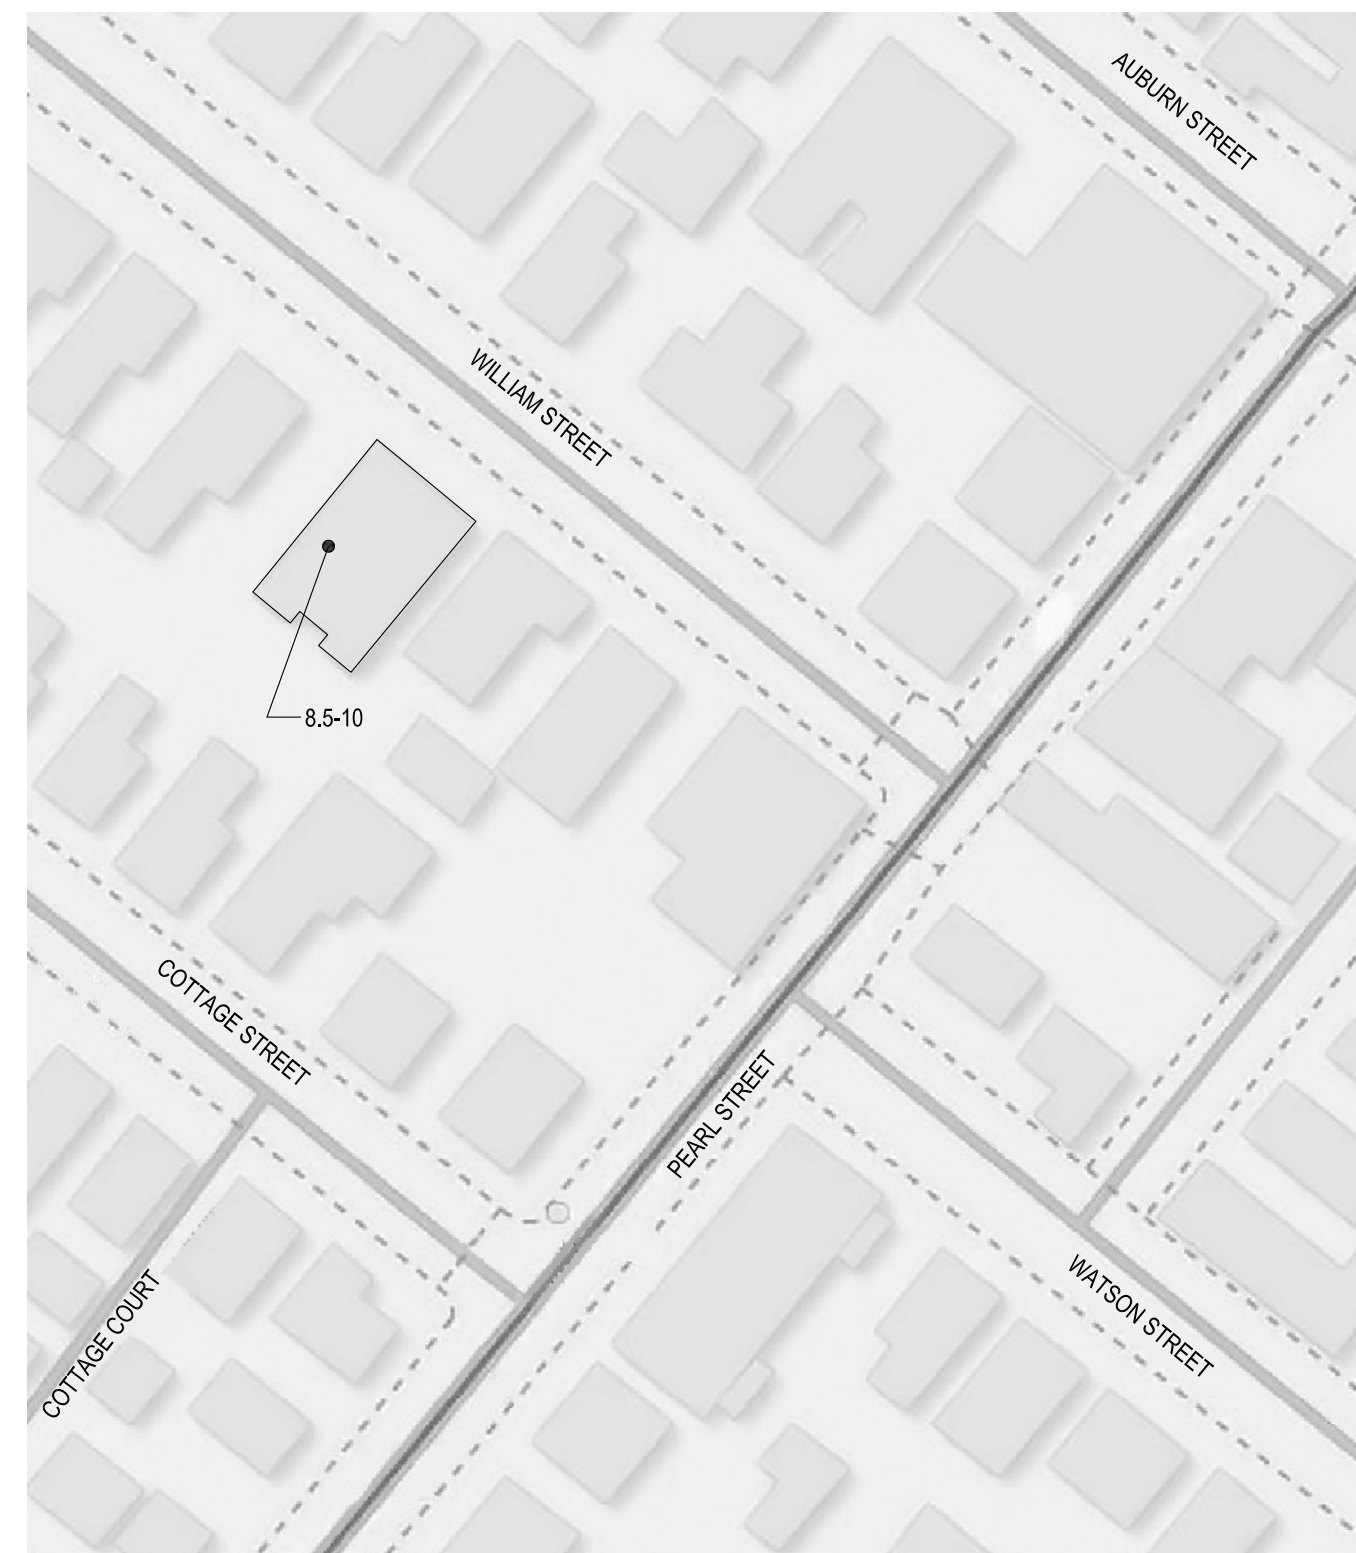 AUBURN STREET
WILLIAM STREET
8.5-10
COTTAGE STREET
PEARL STREET
WATSON STREET
COTTAGE COURT